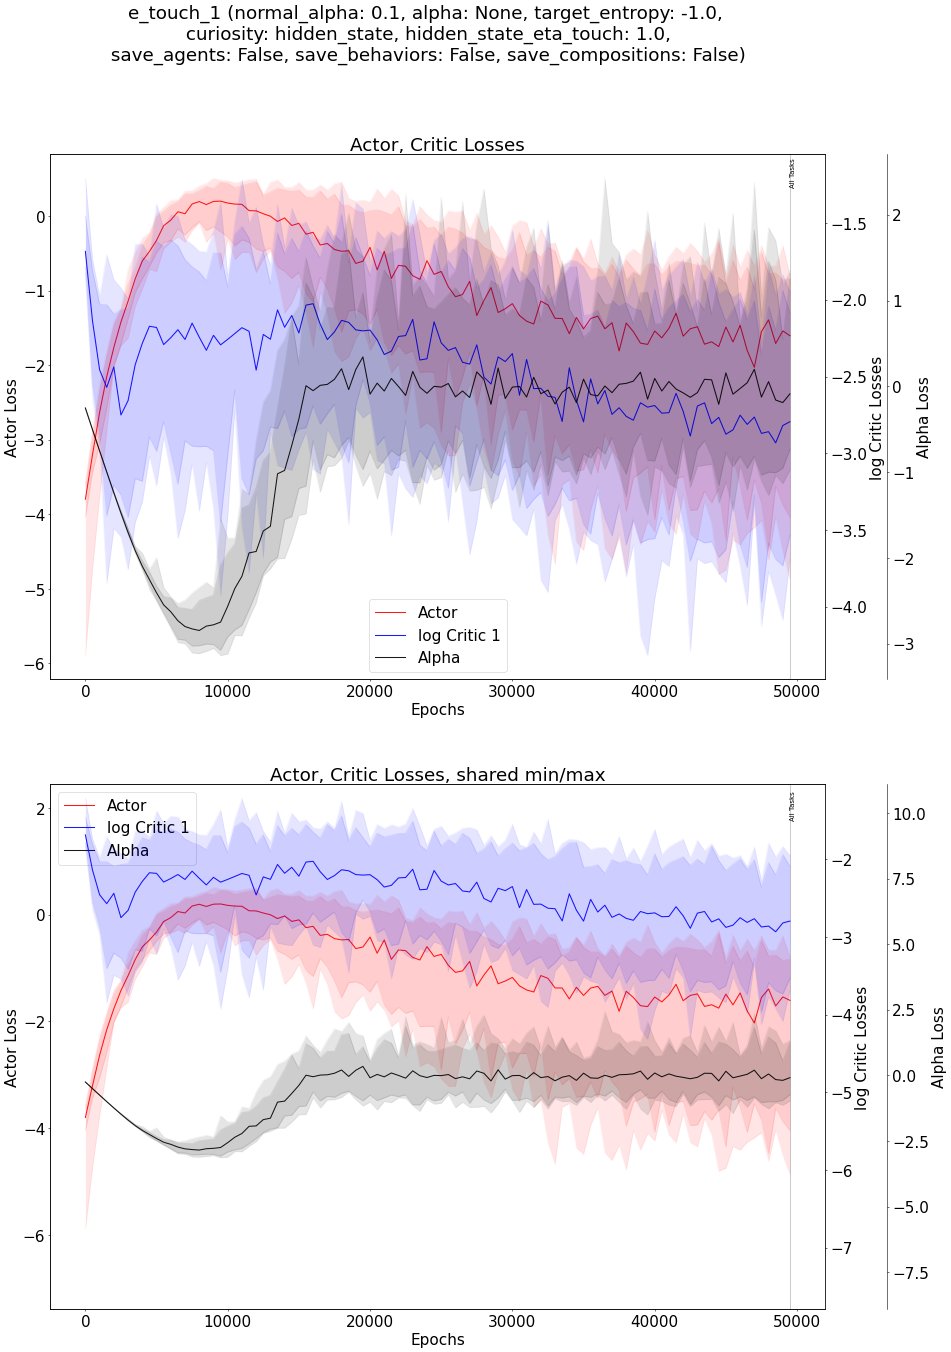 e_touch_1 (normal_alpha: 0.1, alpha: None, target_entropy: -1.0,
curiosity: hidden_state, hidden_state_eta_touch: 1.0,
save_agents: False, save_behaviors: False, save_compositions: False)
Actor, Critic Losses
All Tasks
0
−1
−2
−3
−4
−5
−6
Actor Loss
−1.5
−2.0
−2.5
−3.0
−3.5
−4.0
log Critic Losses
2
1
0
−1
−2
−3
Alpha Loss
Actor
log Critic 1
Alpha
0 10000 20000 30000 40000 50000
Epochs
Actor, Critic Losses, shared min/max
All Tasks
Actor
log Critic 1
Alpha
2
0
−2
−4
−6
Actor Loss
−2
−3
−4
−5
−6
−7
log Critic Losses
10.0
7.5
5.0
2.5
0.0
−2.5
−5.0
−7.5
Alpha Loss
0 10000 20000 30000 40000 50000
Epochs